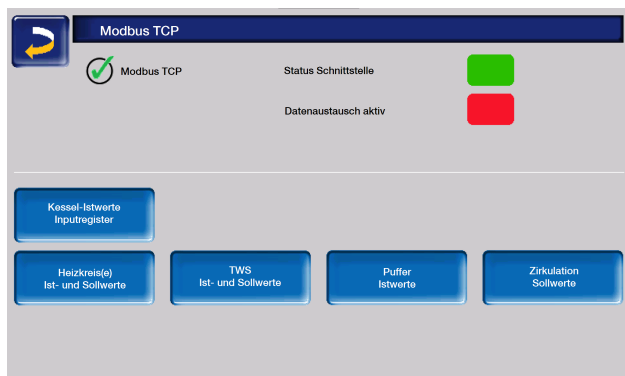 Modbus TCP
Modbus TCP
Status Schnittstelle
Datenaustausch aktiv
Kessel-Istwerte
Inputregister
Heizkreis(e)
Ist- und Sollwerte
TWS
Ist- und Sollwerte
Puffer
Istwerte
Zirkulation
Sollwerte